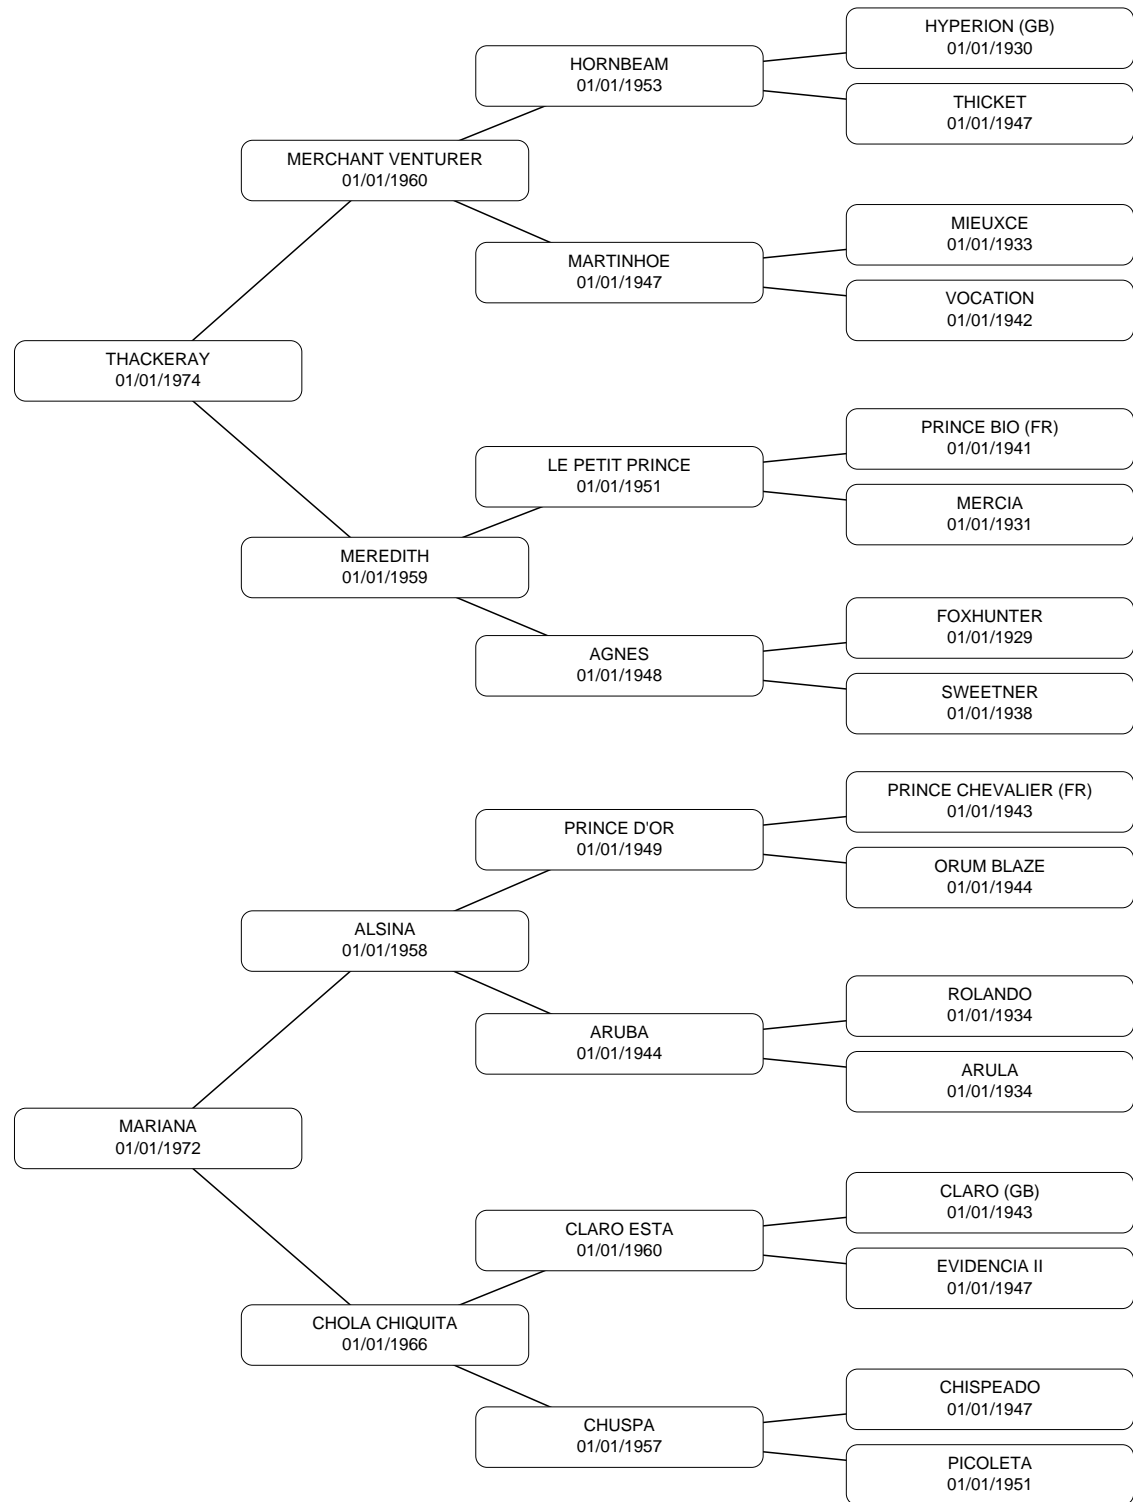 HYPERION (GB)
01/01/1930
HORNBEAM
01/01/1953
THICKET
01/01/1947
MERCHANT VENTURER
01/01/1960
MIEUXCE
01/01/1933
MARTINHOE
01/01/1947
VOCATION
01/01/1942
THACKERAY
01/01/1974
PRINCE BIO (FR)
01/01/1941
LE PETIT PRINCE
01/01/1951
MERCIA
01/01/1931
MEREDITH
01/01/1959
FOXHUNTER
01/01/1929
AGNES
01/01/1948
SWEETNER
01/01/1938
PRINCE CHEVALIER (FR)
01/01/1943
PRINCE D'OR
01/01/1949
ORUM BLAZE
01/01/1944
ALSINA
01/01/1958
ROLANDO
01/01/1934
ARUBA
01/01/1944
ARULA
01/01/1934
MARIANA
01/01/1972
CLARO (GB)
01/01/1943
CLARO ESTA
01/01/1960
EVIDENCIA II
01/01/1947
CHOLA CHIQUITA
01/01/1966
CHISPEADO
01/01/1947
CHUSPA
01/01/1957
PICOLETA
01/01/1951